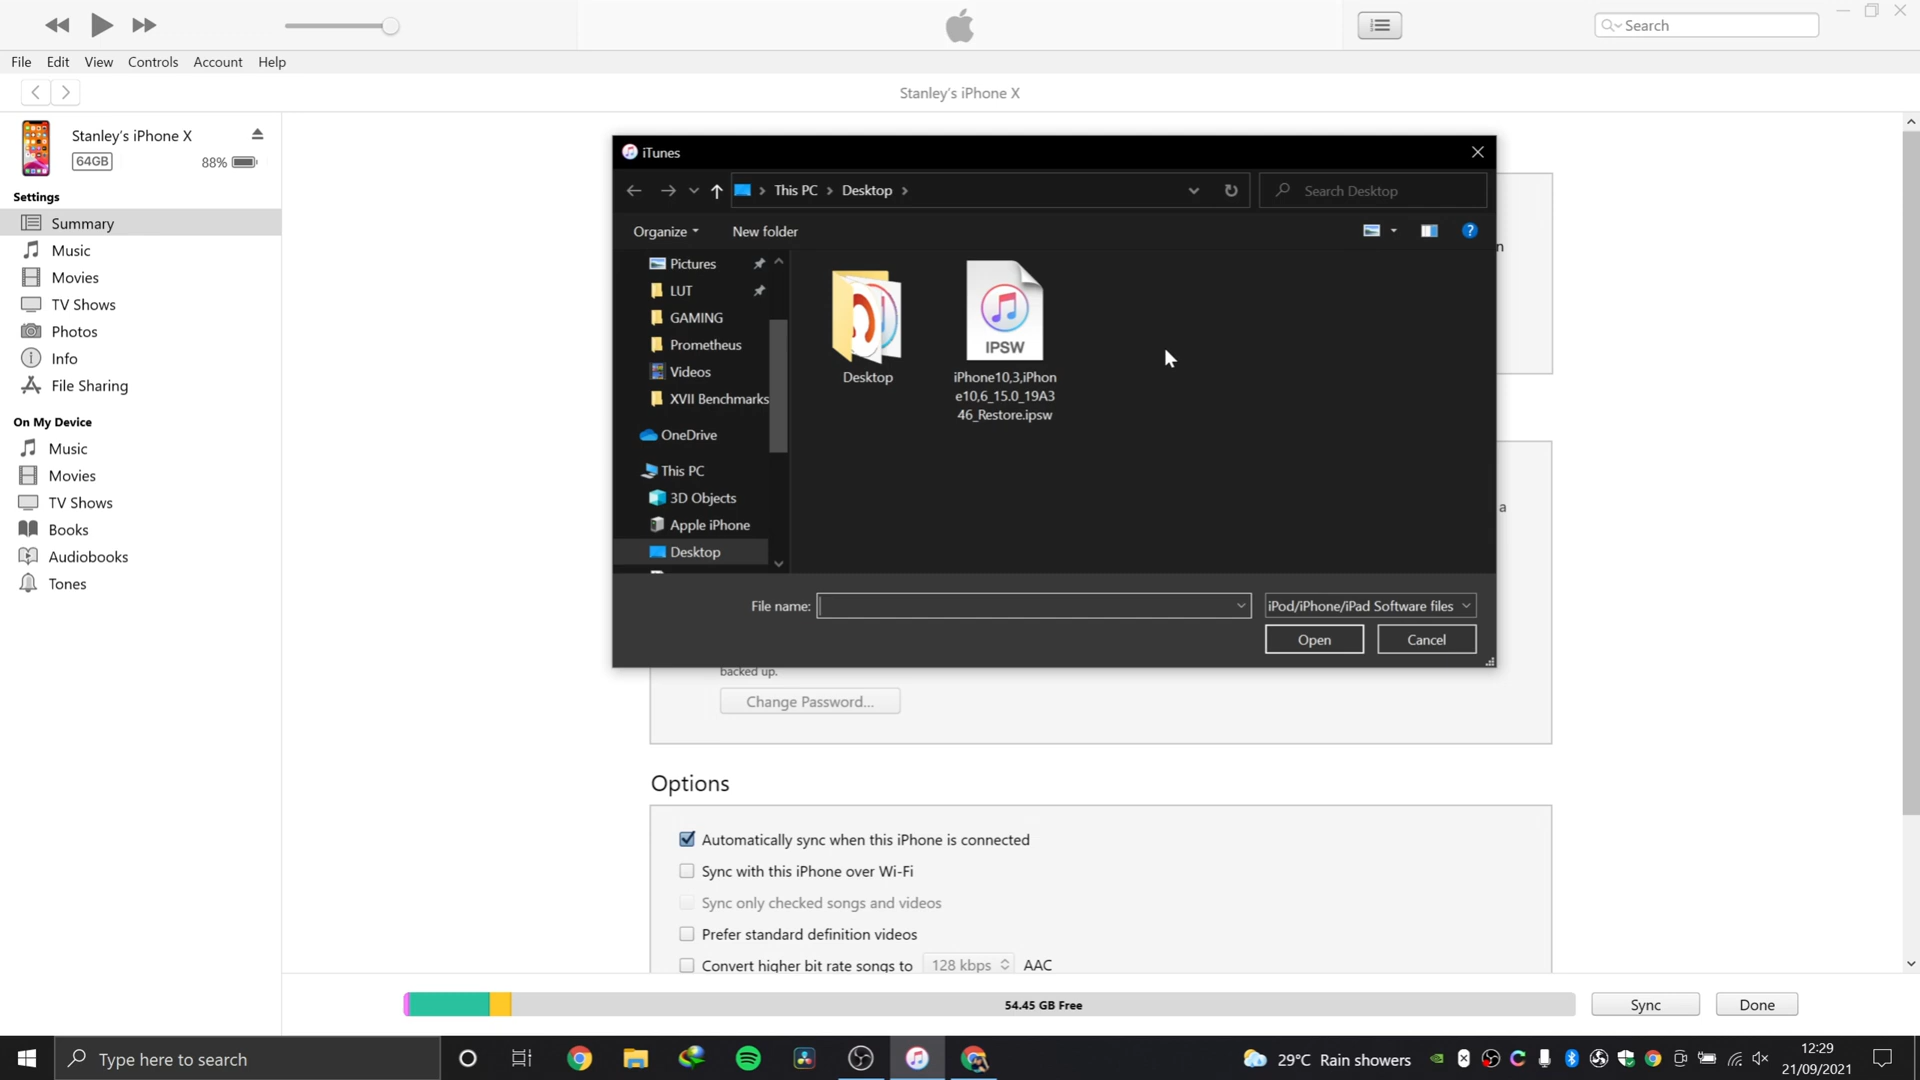 Search
File Edit View Controls Account Help
Stanley's iPhone X
Stanley's iPhone X
64GB
88%
Settings
Summary
Music
Movies
TV Shows
Photos
Info
File Sharing
On My Device
Music
Movies
TV Shows
Books
Audiobooks
Tones
iTunes
This PC Desktop
Search Desktop
Organize New folder
Pictures
LUT
GAMING
Prometheus
Videos
XVII Benchmarks
OneDrive
This PC
3D Objects
Apple iPhone
Desktop
Desktop
IPSW
iPhone10,3,iPhon
e10,6_15.0_19A3
46_Restore.ipsw
File name:
iPod/iPhone/iPad Software files
Open Cancel
n
a
backed up.
Change Password...
Options
Automatically sync when this iPhone is connected
Sync with this iPhone over Wi-Fi
Sync only checked songs and videos
Prefer standard definition videos
Convert higher bit rate songs to 128 kbps AAC
54.45 GB Free
Sync Done
Type here to search
29°C Rain showers
12:29
21/09/2021